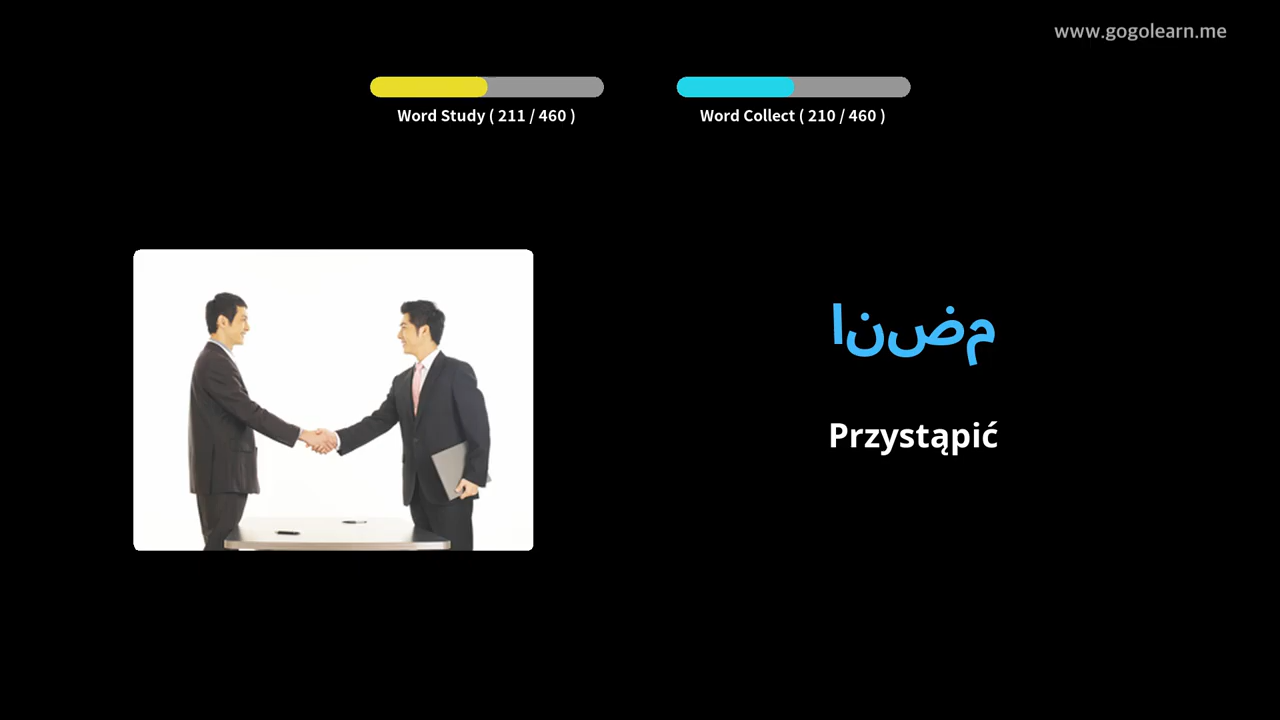 www.gogolearn.me
Word Study ( 211 / 460 )
Word Collect ( 210 / 460 )
انضم
Przystąpić